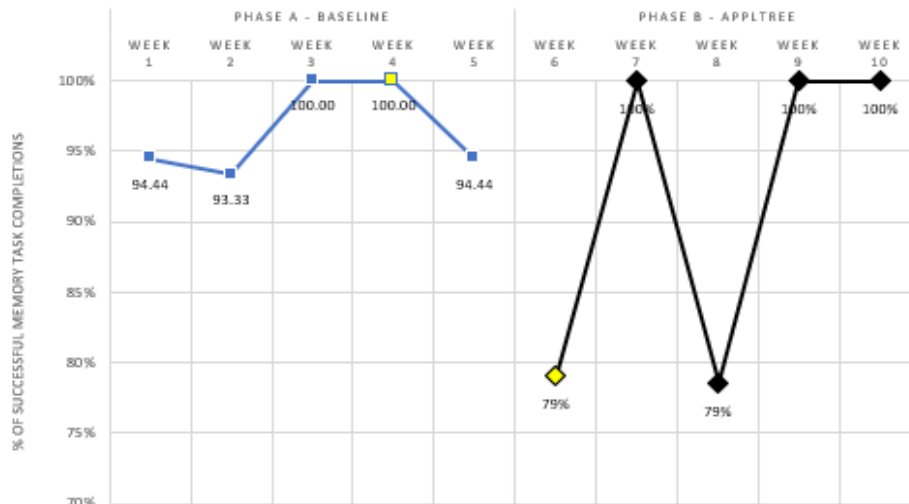 PHASE A - BASELINE
PHASE B - APPLTREE
WEEK 1
WEEK 2
WEEK 3
WEEK 4
WEEK 5
WEEK 6
WEEK 7
WEEK 8
WEEK 9
WEEK 10
% OF SUCCESSFUL MEMORY TASK COMPLETIONS
100%
95%
90%
85%
80%
75%
70%
94.44
93.33
100.00
100.00
94.44
79%
100%
79%
100%
100%